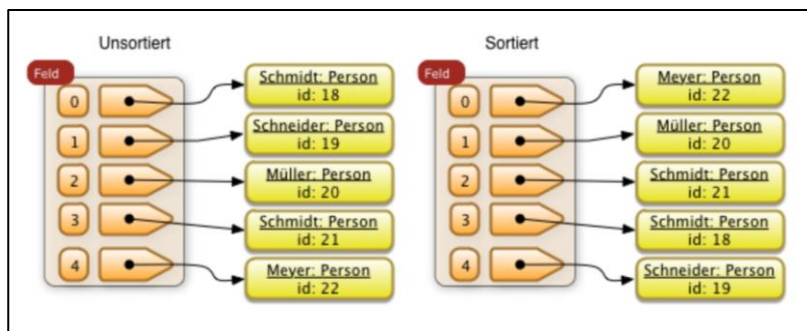 Unsortiert
Feld
0
Schmidt: Person
id: 18
1
Schneider: Person
id: 19
2
Müller: Person
id: 20
3
Schmidt: Person
id: 21
4
Meyer: Person
id: 22
Sortiert
Feld
0
Meyer: Person
id: 22
1
Müller: Person
id: 20
2
Schmidt: Person
id: 21
3
Schmidt: Person
id: 18
4
Schneider: Person
id: 19